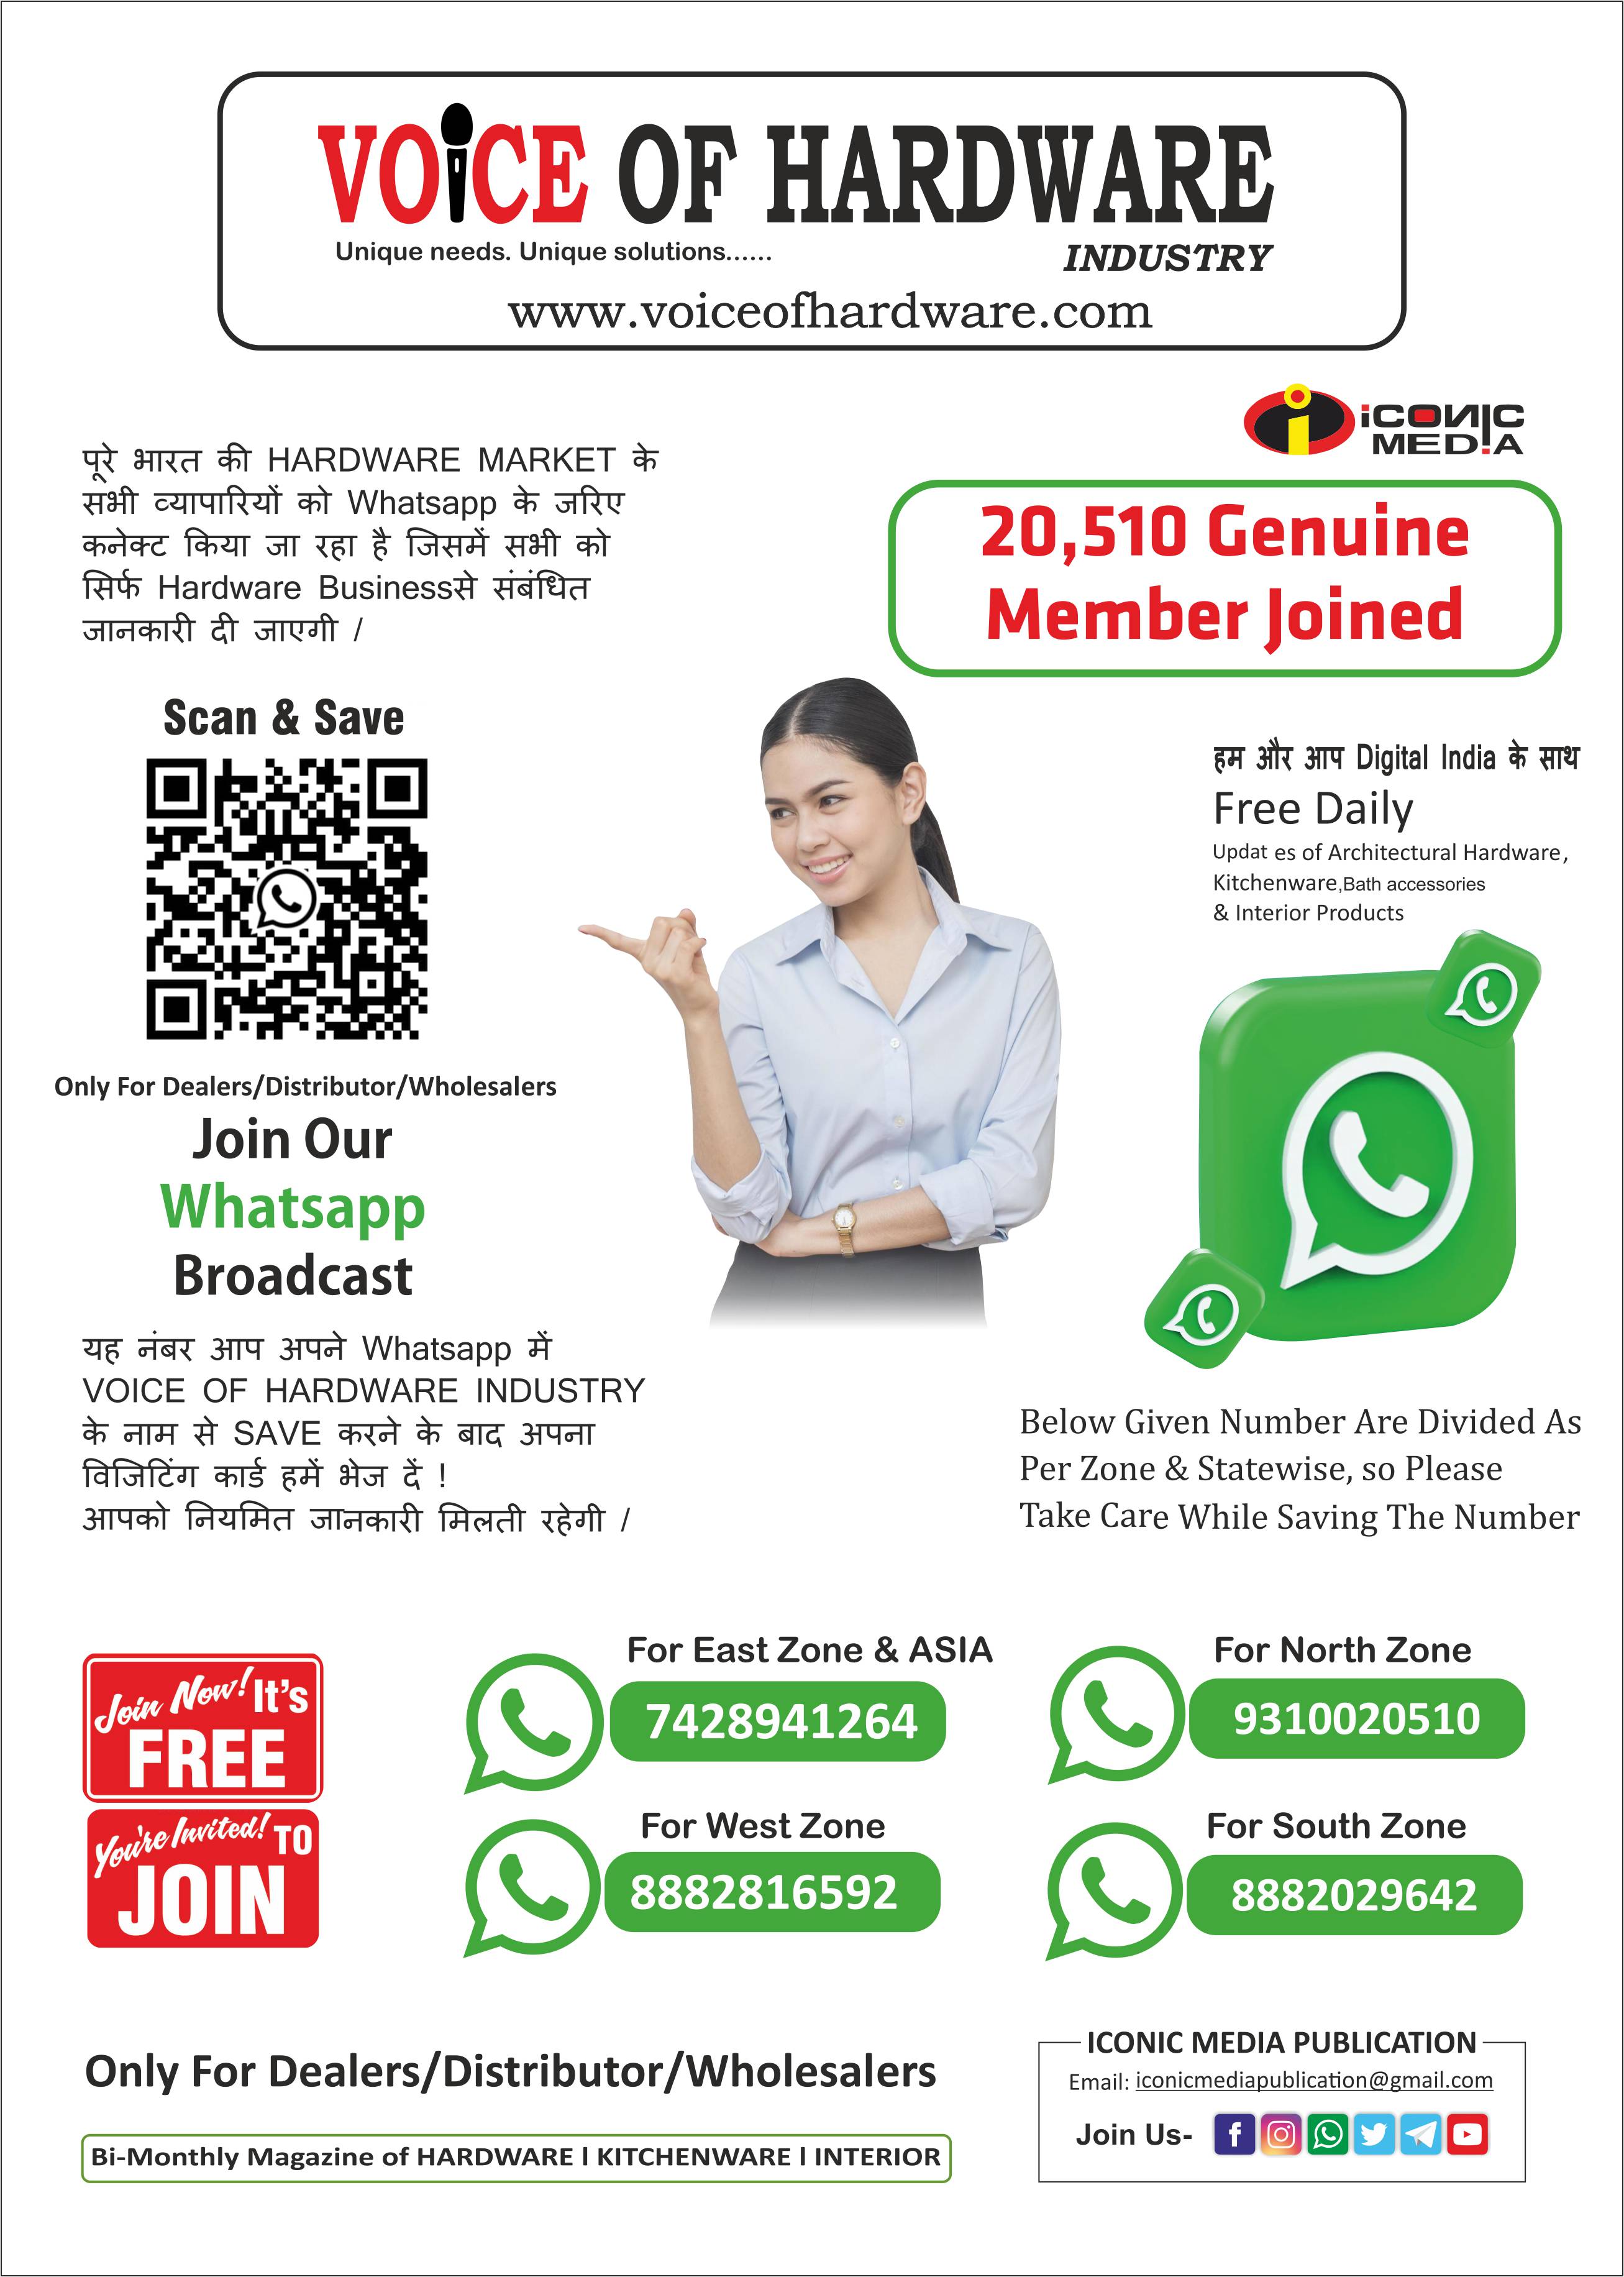 VOICE OF HARDWARE
Unique needs. Unique solutions......
INDUSTRY
www.voiceofhardware.com
iCONIC
MEDIA
पूरे भारत की HARDWARE MARKET के
सभी व्यापारियों को Whatsapp के जरिए
कनेक्ट किया जा रहा है जिसमें सभी को
सिर्फ Hardware Businessसे संबंधित
जानकारी दी जाएगी /
20,510 Genuine
Member Joined
Scan & Save
हम और आप Digital India के साथ
Free Daily
Updat es of Architectural Hardware,
Kitchenware,Bath accessories
& Interior Products
Only For Dealers/Distributor/Wholesalers
Join Our
Whatsapp
Broadcast
यह नंबर आप अपने Whatsapp में
VOICE OF HARDWARE INDUSTRY
के नाम से SAVE करने के बाद अपना
विजिटिंग कार्ड हमें भेज दें !
आपको नियमित जानकारी मिलती रहेगी /
Below Given Number Are Divided As
Per Zone & Statewise, so Please
Take Care While Saving The Number
Join Now! It's
FREE
You're Invited! TO
JOIN
For East Zone & ASIA
7428941264
For North Zone
9310020510
For West Zone
8882816592
For South Zone
8882029642
Only For Dealers/Distributor/Wholesalers
Bi-Monthly Magazine of HARDWARE l KITCHENWARE l INTERIOR
ICONIC MEDIA PUBLICATION
Email: iconicmediapublication@gmail.com
Join Us-